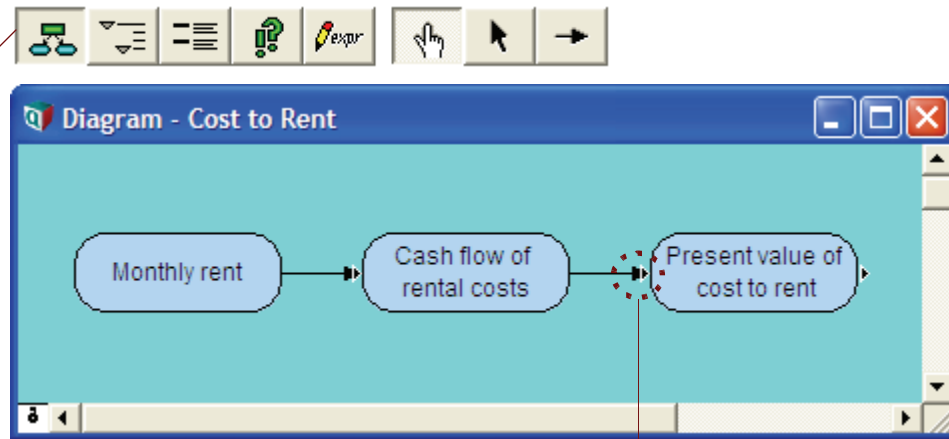 expr
Diagram - Cost to Rent
Monthly rent
Cash flow of
rental costs
Present value of
cost to rent